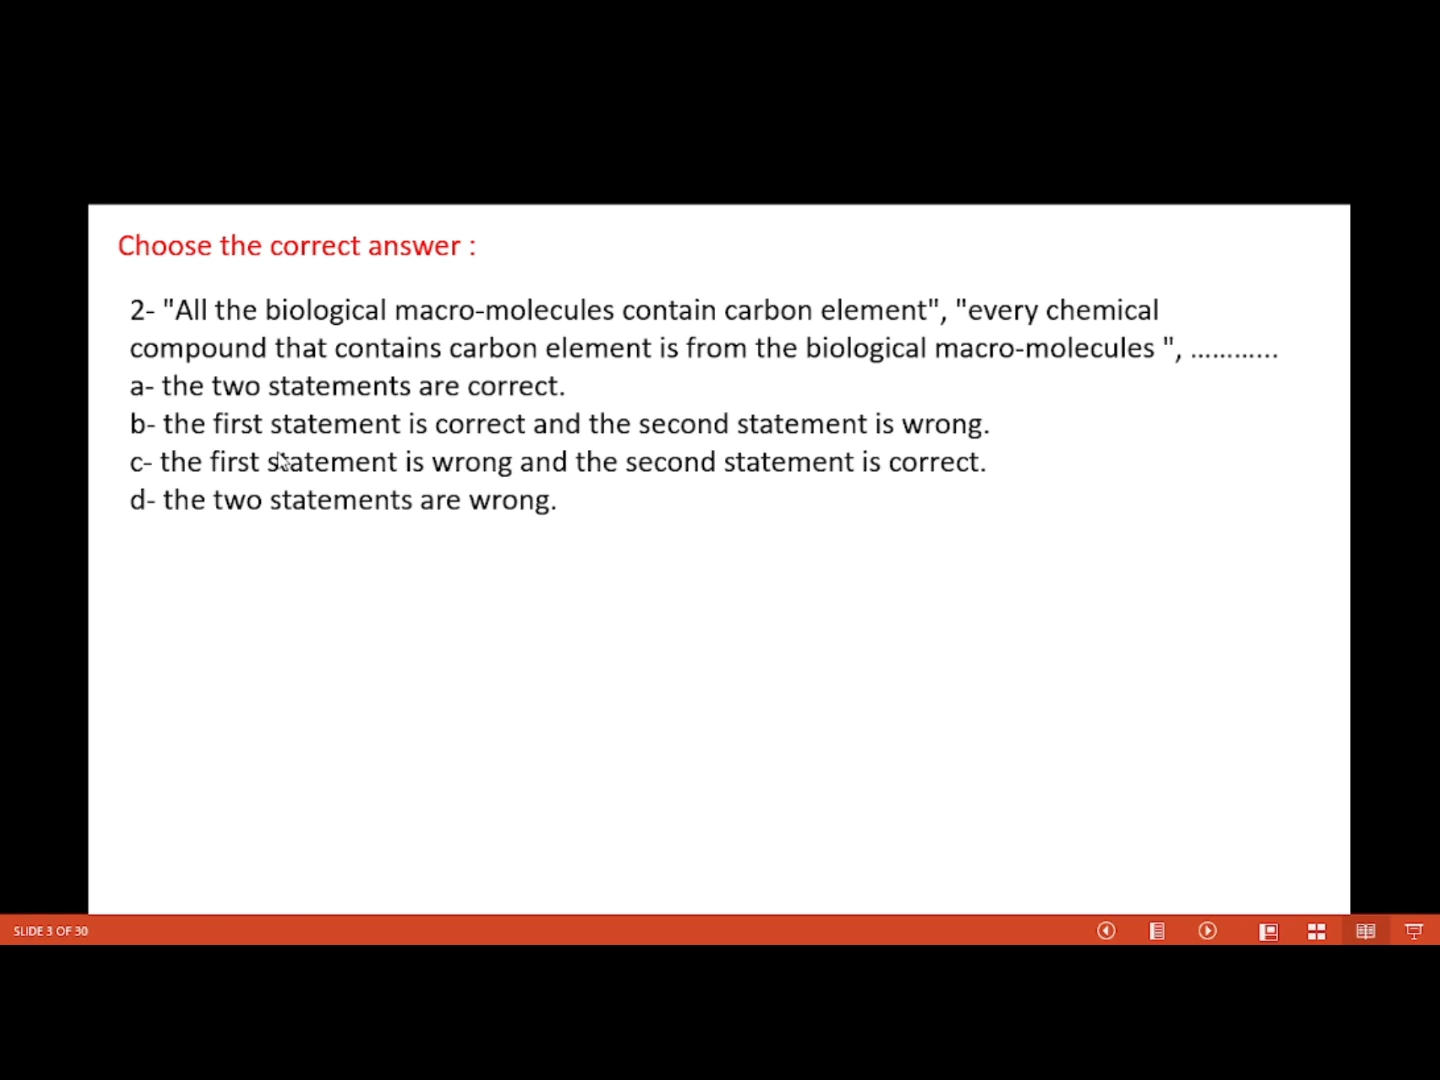 Choose the correct answer :
2- "All the biological macro-molecules contain carbon element", "every chemical
compound that contains carbon element is from the biological macro-molecules ", ............
a- the two statements are correct.
b- the first statement is correct and the second statement is wrong.
c- the first statement is wrong and the second statement is correct.
d- the two statements are wrong.
SLIDE 3 OF 30